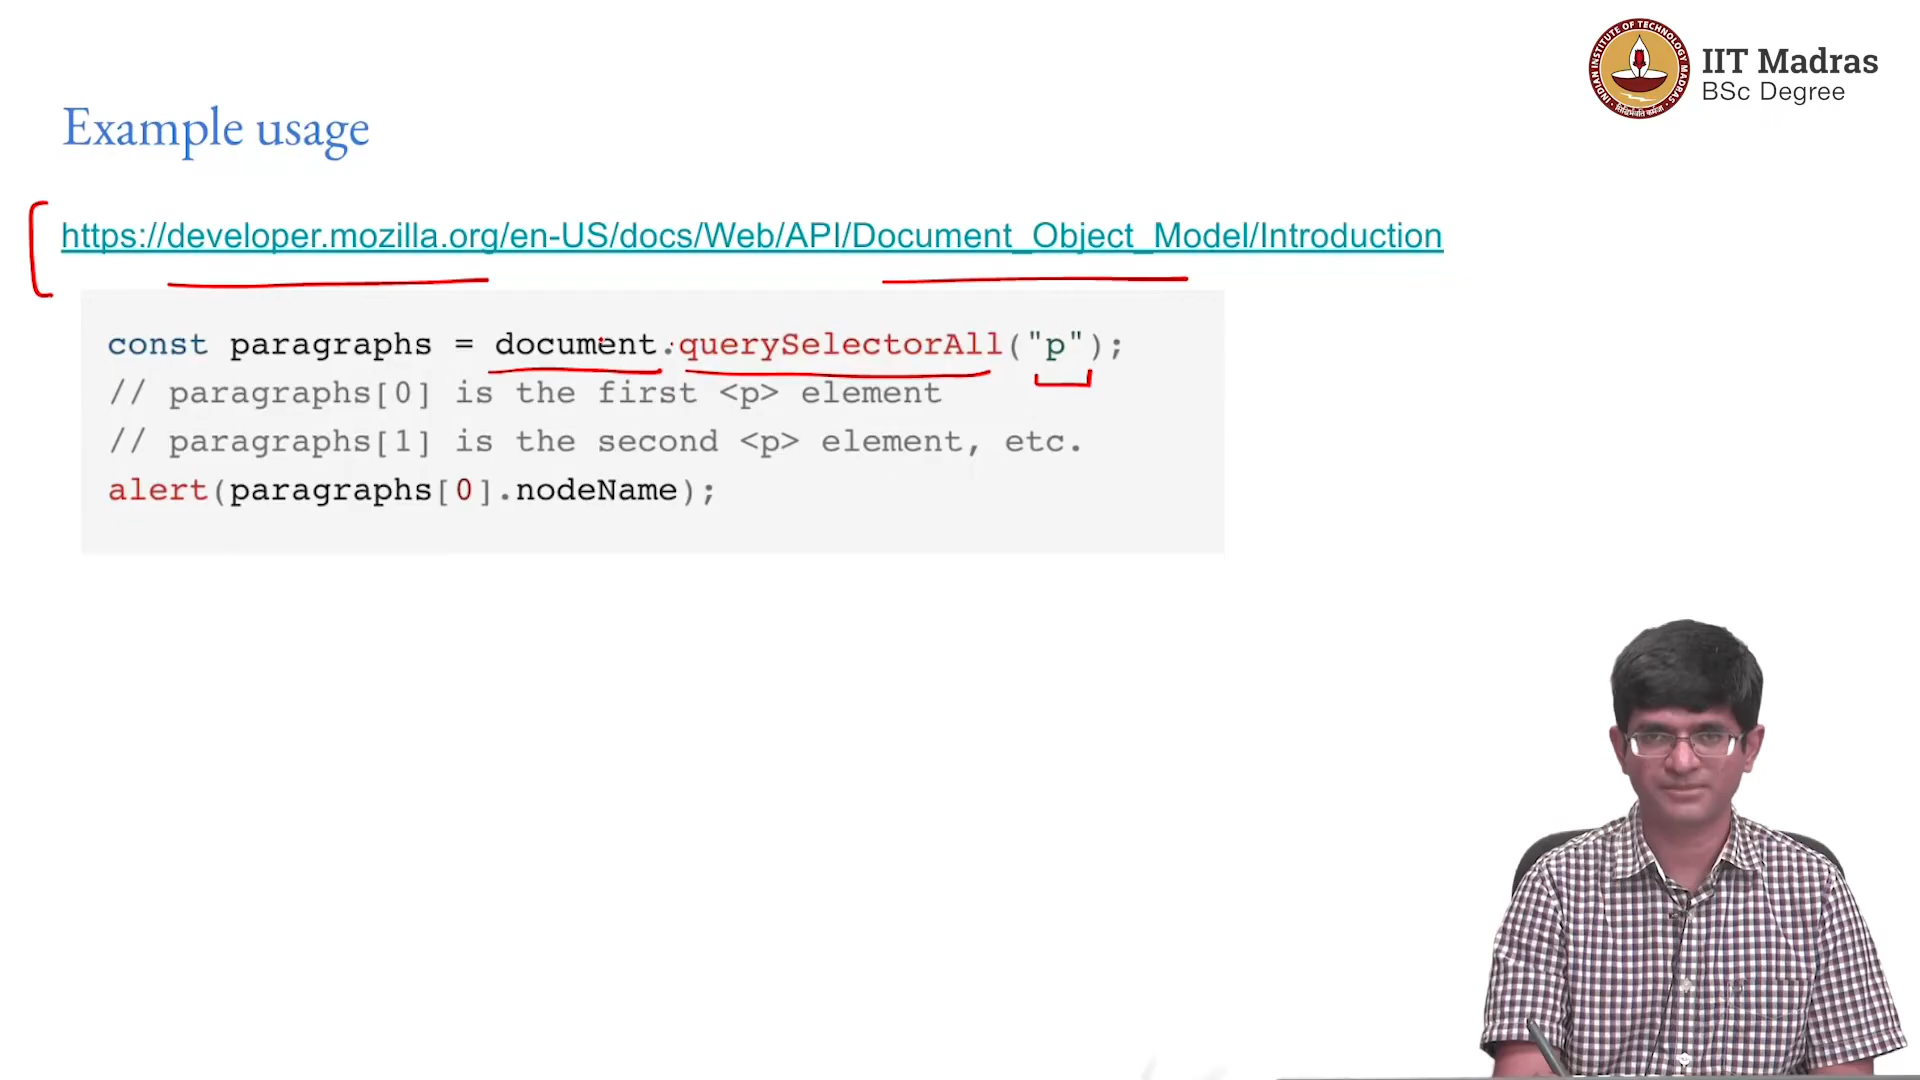 IIT Madras
BSc Degree
Example usage
https://developer.mozilla.org/en-US/docs/Web/API/Document_Object_Model/Introduction
const paragraphs = document.querySelectorAll("p");
// paragraphs[0] is the first <p> element
// paragraphs[1] is the second <p> element, etc.
alert(paragraphs[0].nodeName);